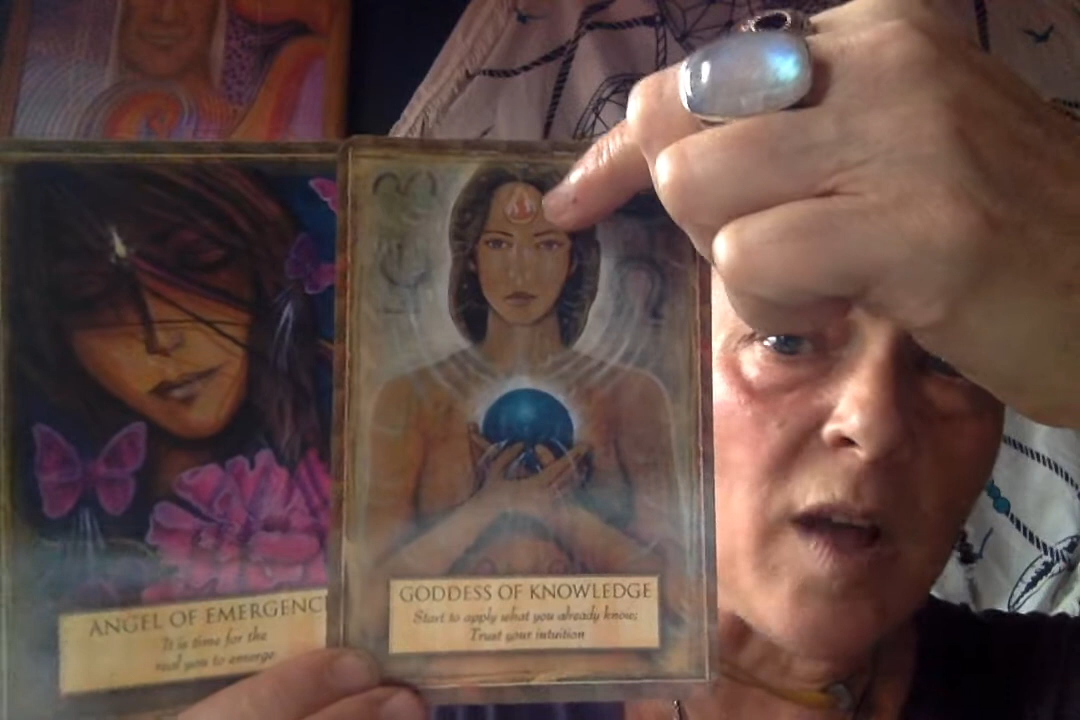 ANGEL OF EMERGENC
It is time for the
real you to emerge
GODDESS OF KNOWLEDGE
Start to apply what you already know;
Trust your intuition